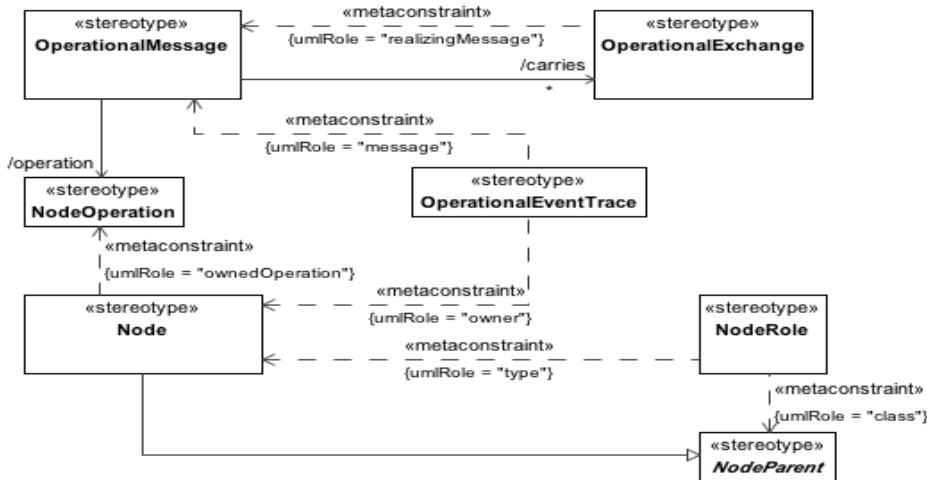 «metaconstraint»
«stereotype»
OperationalMessage
{umlRole = "realizingMessage"}
«stereotype»
OperationalExchange
/carries
*
«metaconstraint»
{umlRole = "message"}
/operation
«stereotype»
NodeOperation
«stereotype»
OperationalEventTrace
«metaconstraint»
{umlRole = "ownedOperation"}
«metaconstraint»
{umlRole = "owner"}
«stereotype»
Node
«stereotype»
NodeRole
«metaconstraint»
{umlRole = "type"}
«metaconstraint»
{umlRole = "class"}
«stereotype»
NodeParent